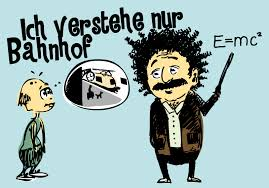 Ich verstehe nur
Bahnhof
E=mc²